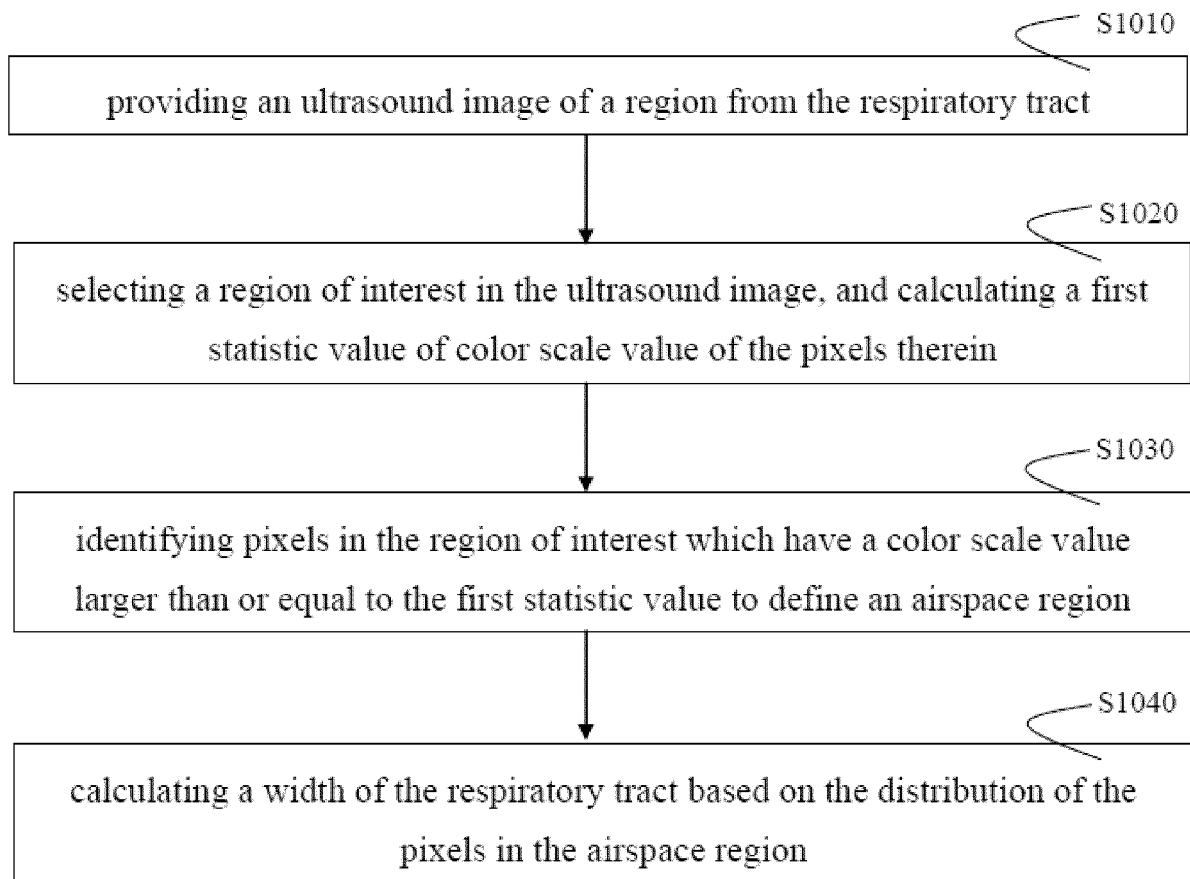 S1010
providing an ultrasound image of a region from the respiratory tract
S1020
selecting a region of interest in the ultrasound image, and calculating a first
statistic value of color scale value of the pixels therein
S1030
identifying pixels in the region of interest which have a color scale value
larger than or equal to the first statistic value to define an airspace region
S1040
calculating a width of the respiratory tract based on the distribution of the
pixels in the airspace region